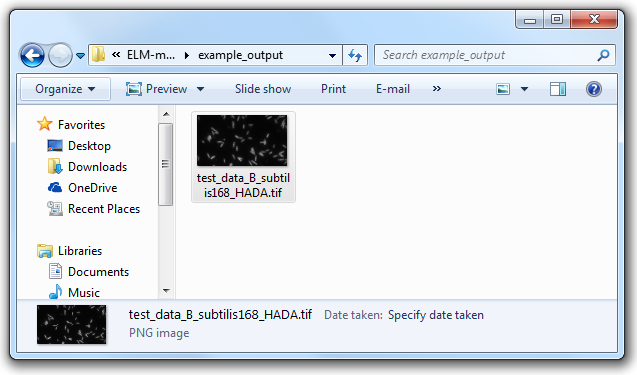 « ELM-m... example_output
Search example_output
Organize Preview Slide show Print E-mail »
Favorites
Desktop
Downloads
OneDrive
Recent Places
Libraries
Documents
Music
test_data_B_subtil
is168_HADA.tif
test_data_B_subtilis168_HADA.tif Date taken: Specify date taken
PNG image